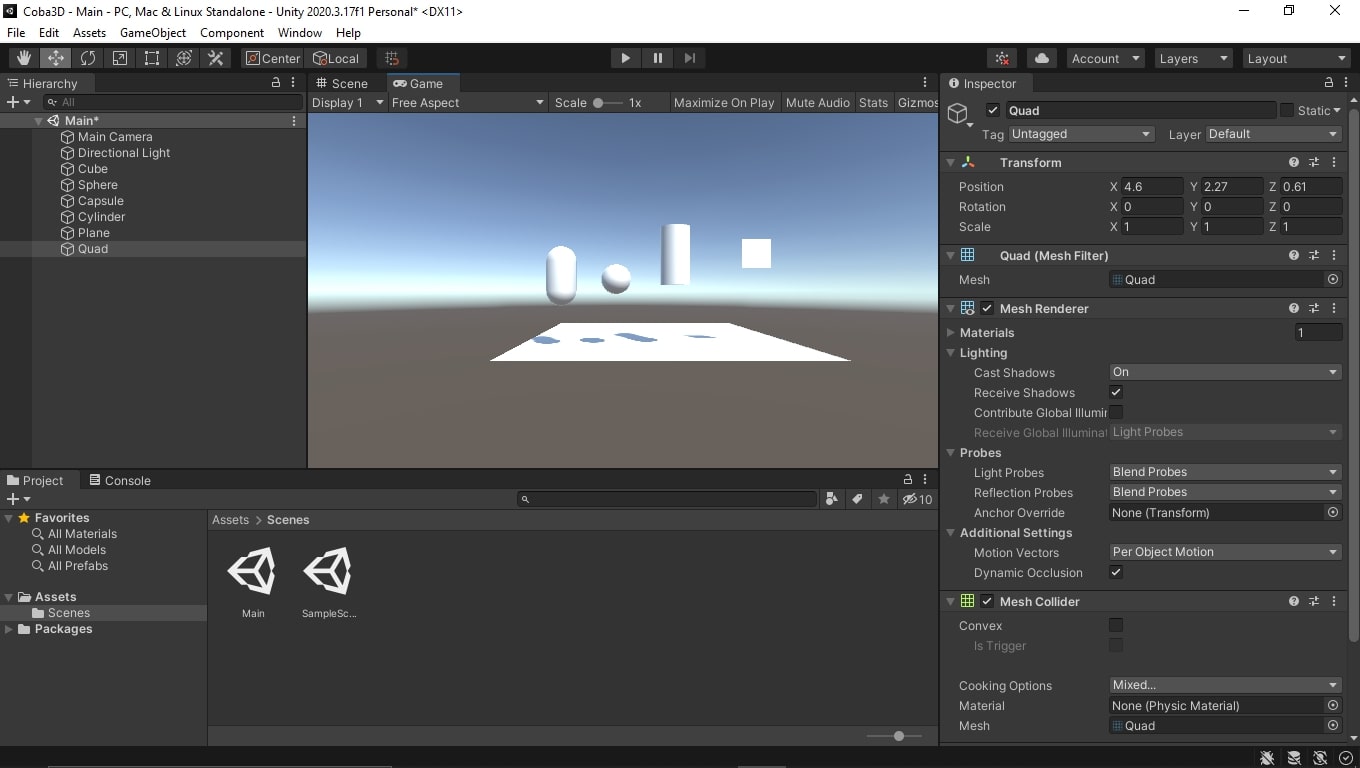 Coba3D - Main - PC, Mac & Linux Standalone - Unity 2020.3.17f1 Personal* <DX11>
File Edit Assets GameObject Component Window Help
Center Local Account Layers Layout
Hierarchy
All
Main*
Main Camera
Directional Light
Cube
Sphere
Capsule
Cylinder
Plane
Quad
Scene Game
Display 1 Free Aspect Scale 1x Maximize On Play Mute Audio Stats Gizmos
Inspector
Quad Static
Tag Untagged Layer Default
Transform
Position X 4.6 Y 2.27 Z 0.61
Rotation X 0 Y 0 Z 0
Scale X 1 Y 1 Z 1
Quad (Mesh Filter)
Mesh Quad
Mesh Renderer
Materials 1
Lighting
Cast Shadows On
Receive Shadows
Contribute Global Illumin
Receive Global Illuminat Light Probes
Probes
Light Probes Blend Probes
Reflection Probes Blend Probes
Anchor Override None (Transform)
Additional Settings
Motion Vectors Per Object Motion
Dynamic Occlusion
Mesh Collider
Convex
Is Trigger
Cooking Options Mixed...
Material None (Physic Material)
Mesh Quad
Project Console
10
Favorites
All Materials
All Models
All Prefabs
Assets
Scenes
Packages
Assets > Scenes
Main SampleSc...